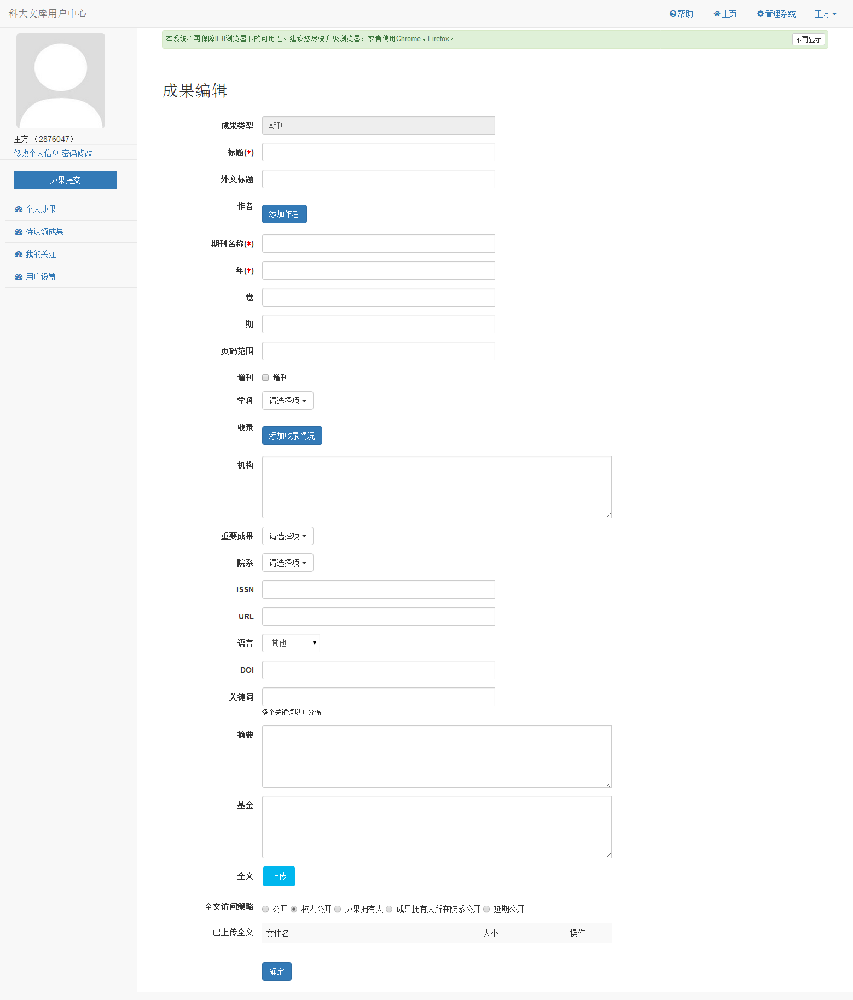 科大文库用户中心
帮助 主页 管理系统 王方
本系统不再保障IE8浏览器下的可用性。建议您尽快升级浏览器，或者使用Chrome、Firefox。 不再显示
王方 （2876047）
修改个人信息 密码修改
成果提交
个人成果
待认领成果
我的关注
用户设置
成果编辑
成果类型 期刊
标题(*)
外文标题
作者
添加作者
期刊名称(*)
年(*)
卷
期
页码范围
增刊 增刊
学科 请选择项
收录
添加收录情况
机构
重要成果 请选择项
院系 请选择项
ISSN
URL
语言 其他
DOI
关键词
多个关键词以；分隔
摘要
基金
全文 上传
全文访问策略 公开 校内公开 成果拥有人 成果拥有人所在院系公开 延期公开
已上传全文 文件名 大小 操作
确定